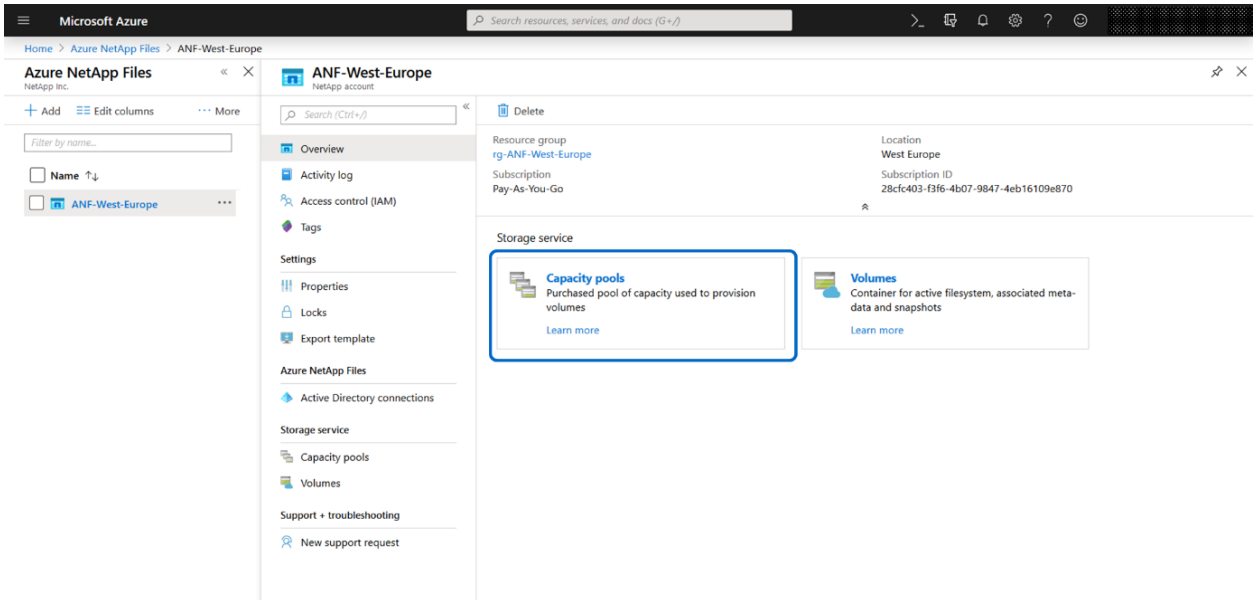 Microsoft Azure
Search resources, services, and docs (G+/)
Home > Azure NetApp Files > ANF-West-Europe
Azure NetApp Files
NetApp Inc.
Add Edit columns ··· More
Filter by name...
Name ↑↓
ANF-West-Europe ···
ANF-West-Europe
NetApp account
Search (Ctrl+/)
Overview
Activity log
Access control (IAM)
Tags
Settings
Properties
Locks
Export template
Azure NetApp Files
Active Directory connections
Storage service
Capacity pools
Volumes
Support + troubleshooting
New support request
Delete
Resource group
rg-ANF-West-Europe
Subscription
Pay-As-You-Go
Location
West Europe
Subscription ID
28cfc403-f3f6-4b07-9847-4eb16109e870
Storage service
Capacity pools
Purchased pool of capacity used to provision
volumes
Learn more
Volumes
Container for active filesystem, associated meta-
data and snapshots
Learn more